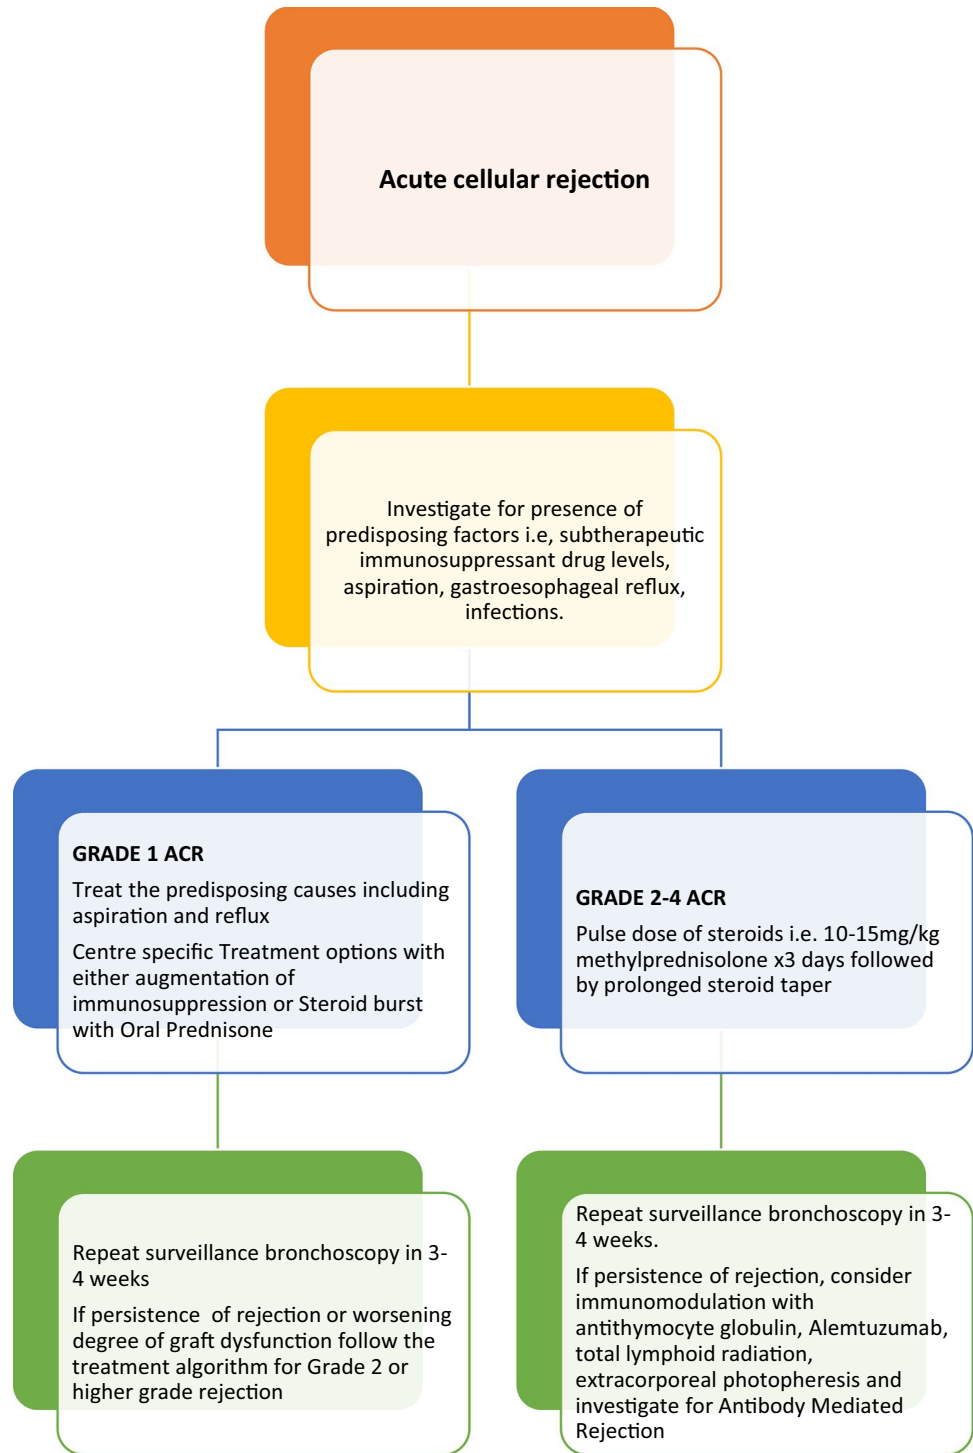 Acute cellular rejection
Investigate for presence of
predisposing factors i.e, subtherapeutic
immunosuppressant drug levels,
aspiration, gastroesophageal reflux,
infections.
GRADE 1 ACR
Treat the predisposing causes including
aspiration and reflux
Centre specific Treatment options with
either augmentation of
immunosuppression or Steroid burst
with Oral Prednisone
GRADE 2-4 ACR
Pulse dose of steroids i.e. 10-15mg/kg
methylprednisolone x3 days followed
by prolonged steroid taper
Repeat surveillance bronchoscopy in 3-
4 weeks
If persistence  of rejection or worsening
degree of graft dysfunction follow the
treatment algorithm for Grade 2 or
higher grade rejection
Repeat surveillance bronchoscopy in 3-
4 weeks.
If persistence of rejection, consider
immunomodulation with
antithymocyte globulin, Alemtuzumab,
total lymphoid radiation,
extracorporeal photopheresis and
investigate for Antibody Mediated
Rejection